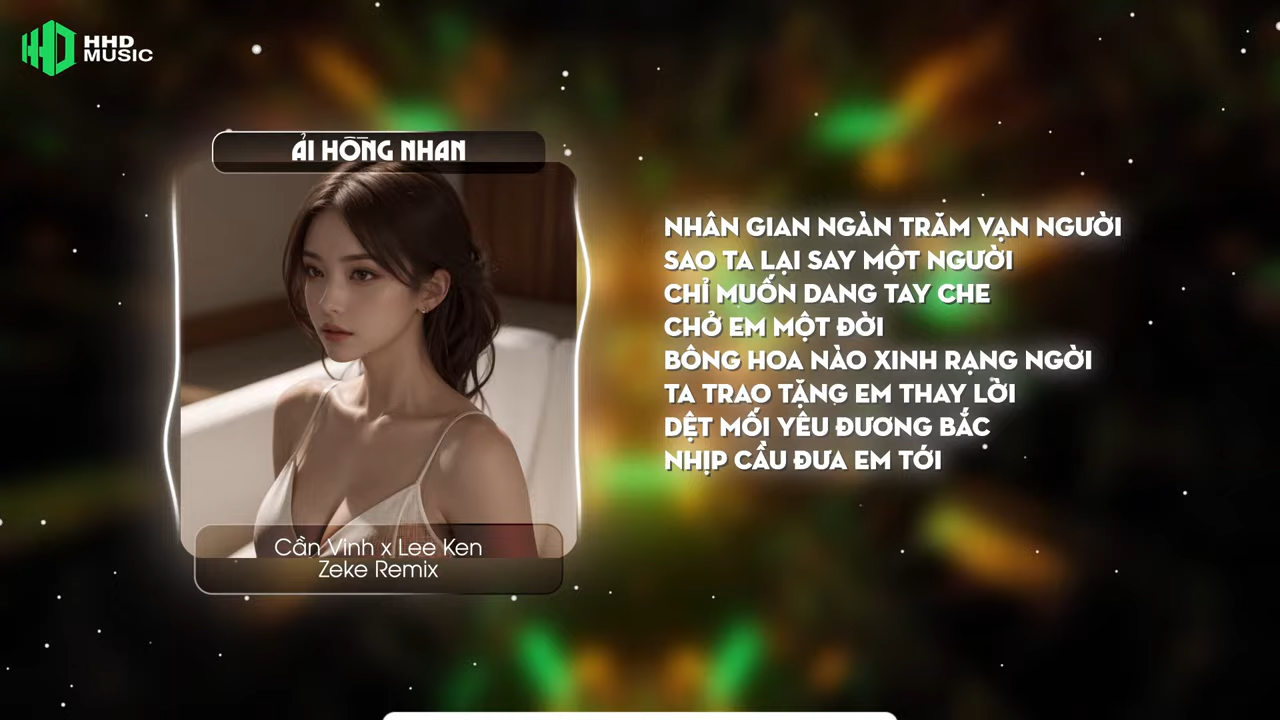 HHD
MUSIC
ẢI HỒNG NHAN
Cần Vinh x Lee Ken
Zeke Remix
NHÂN GIAN NGÀN TRĂM VẠN NGƯỜI
SAO TA LẠI SAY MỘT NGƯỜI
CHỈ MUỐN DANG TAY CHE
CHỞ EM MỘT ĐỜI
BÔNG HOA NÀO XINH RẠNG NGỜI
TA TRAO TẶNG EM THAY LỜI
DỆT MỐI YÊU ĐƯƠNG BẮC
NHỊP CẦU ĐƯA EM TỚI